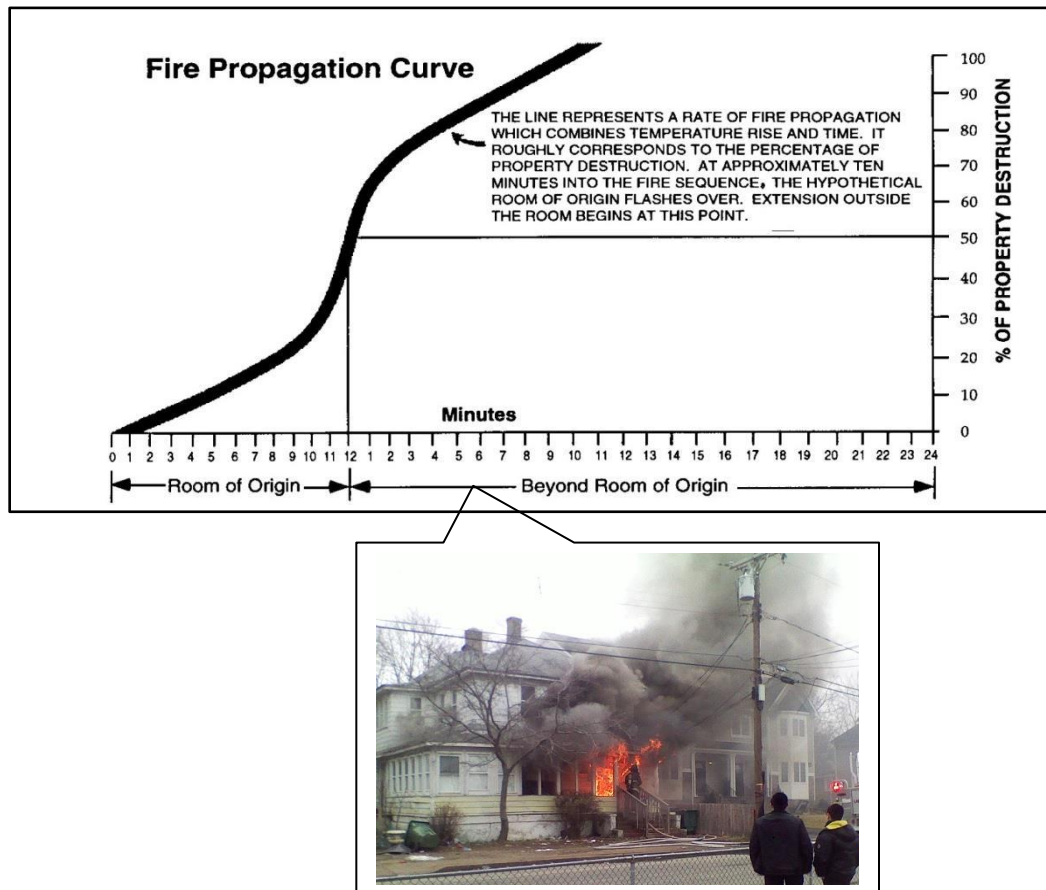 Fire Propagation Curve
THE LINE REPRESENTS A RATE OF FIRE PROPAGATION
WHICH COMBINES TEMPERATURE RISE AND TIME. IT
ROUGHLY CORRESPONDS TO THE PERCENTAGE OF
PROPERTY DESTRUCTION. AT APPROXIMATELY TEN
MINUTES INTO THE FIRE SEQUENCE, THE HYPOTHETICAL
ROOM OF ORIGIN FLASHES OVER. EXTENSION OUTSIDE
THE ROOM BEGINS AT THIS POINT.
100
90
80
70
60
50
40
30
20
10
0
% OF PROPERTY DESTRUCTION
Minutes
0 1 2 3 4 5 6 7 8 9 10 11 12 1 2 3 4 5 6 7 8 9 10 11 12 13 14 15 16 17 18 19 20 21 22 23 24
Room of Origin Beyond Room of Origin